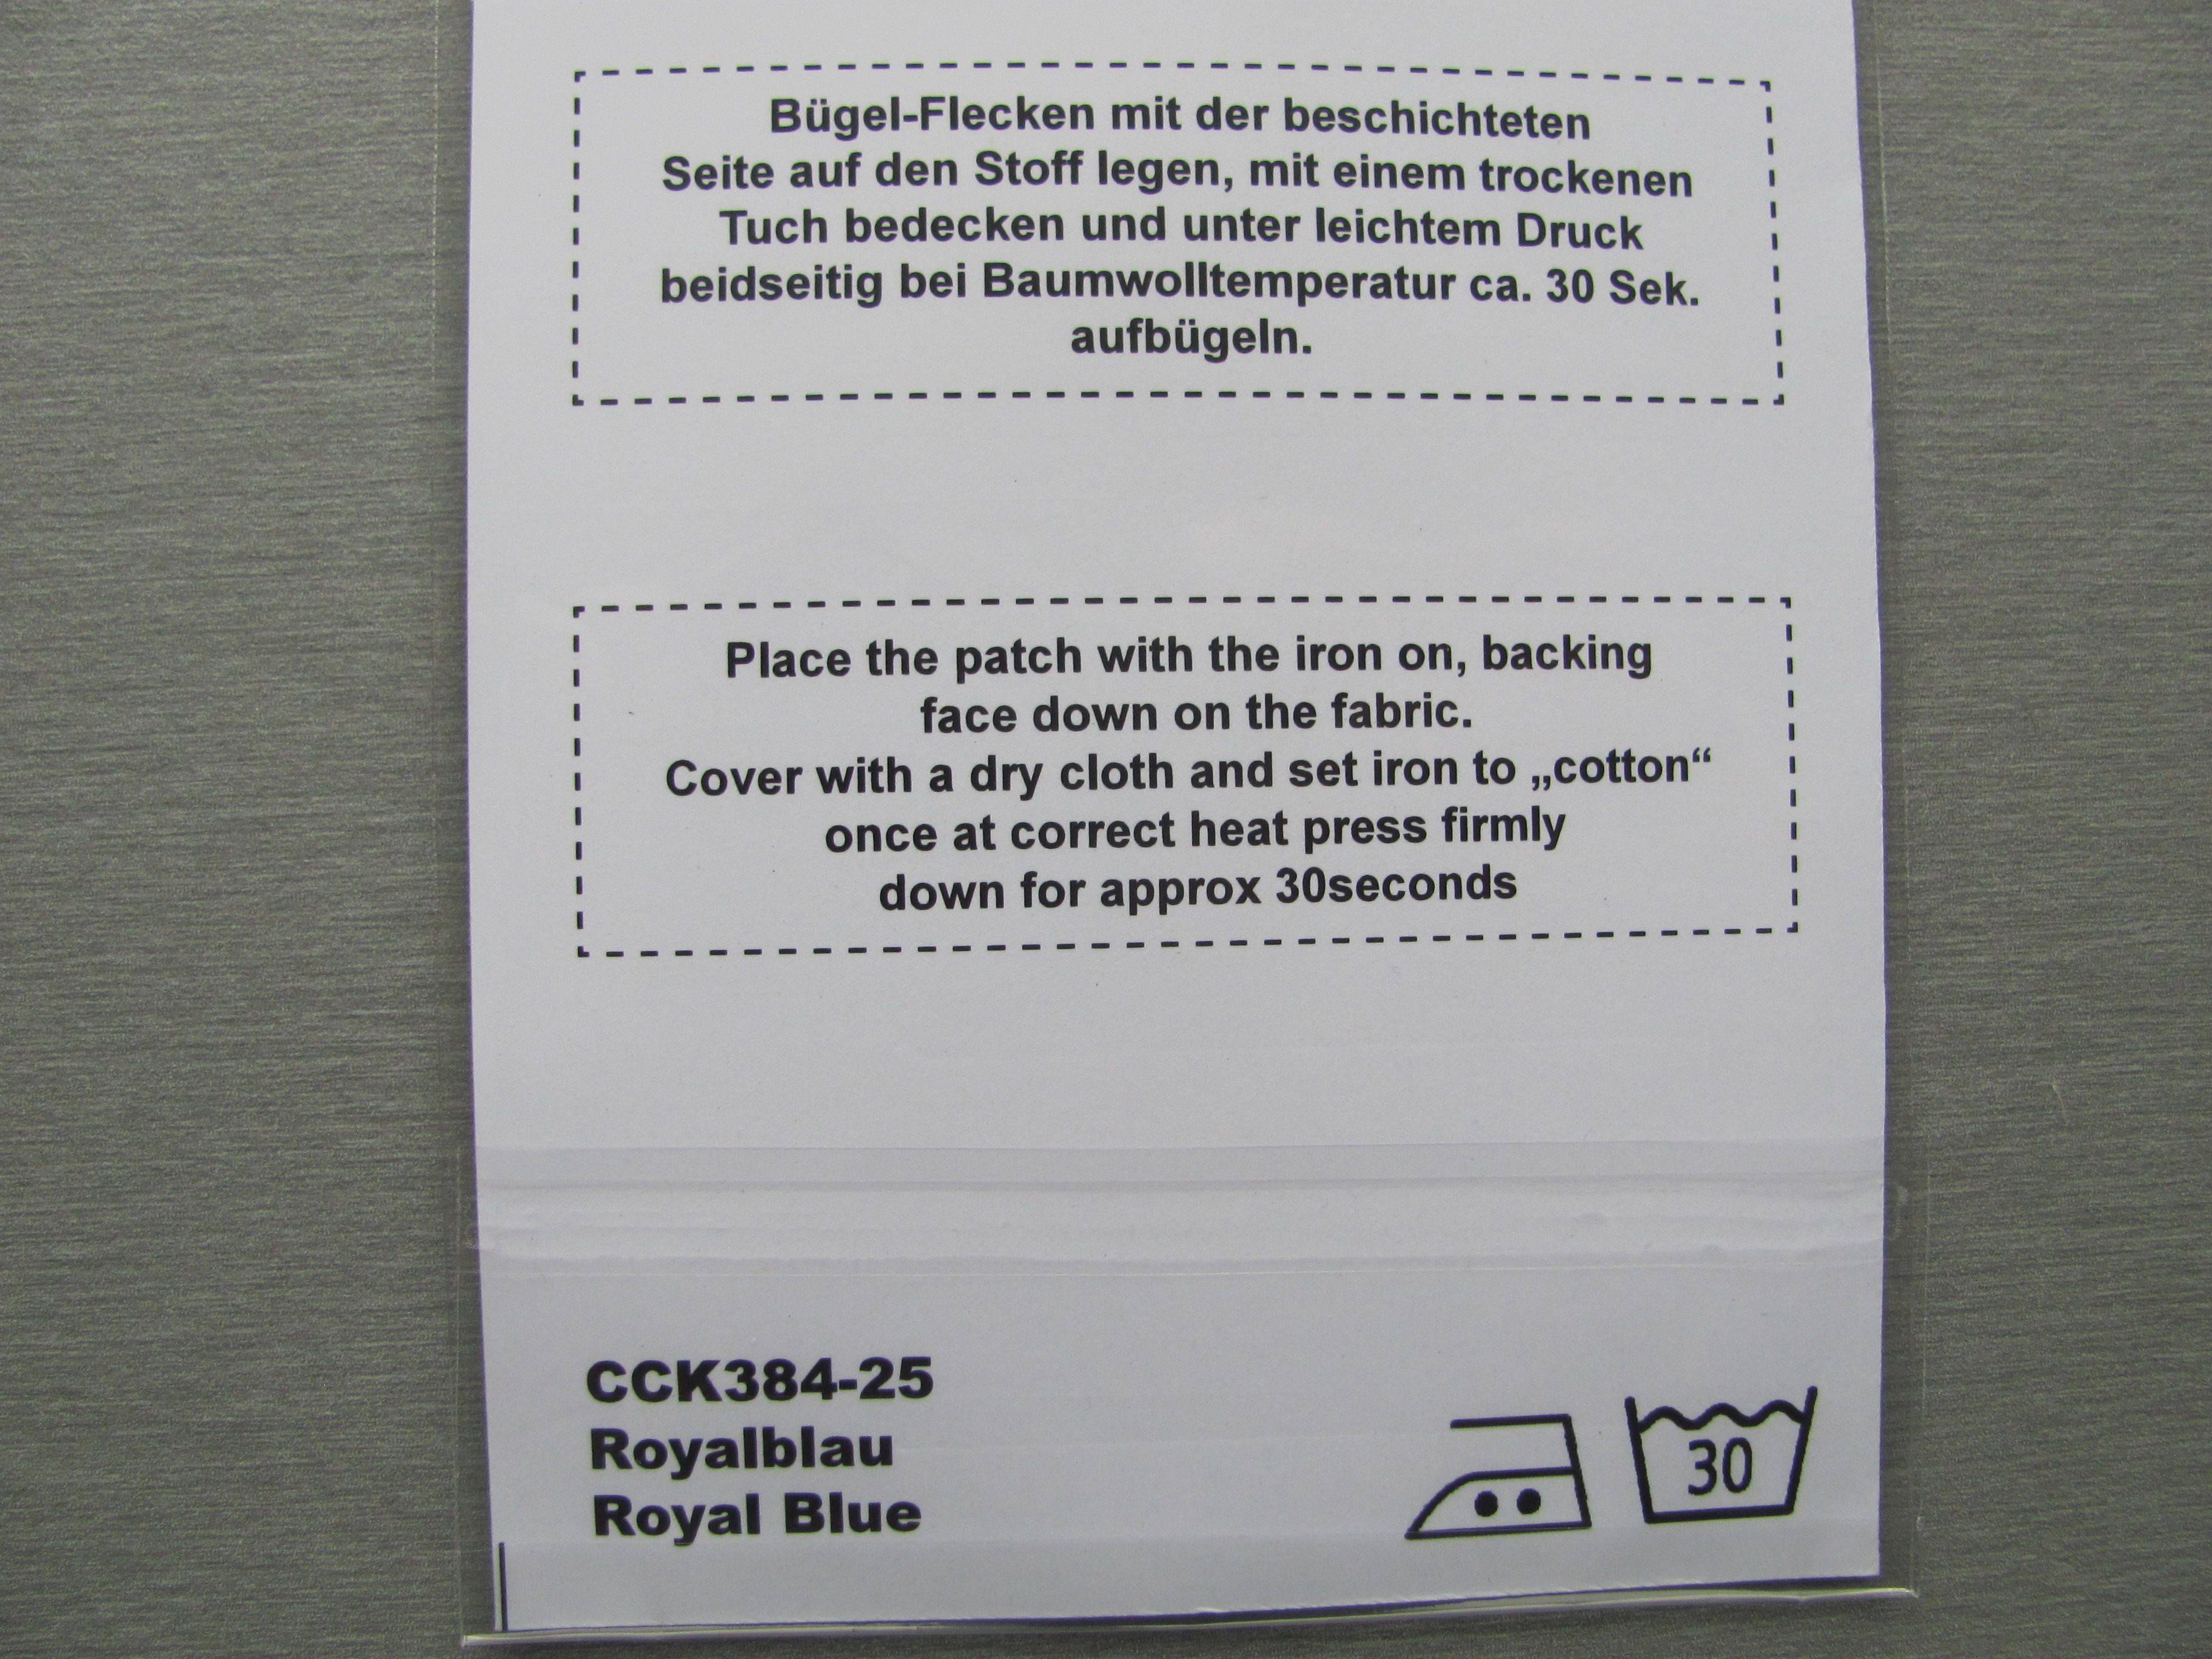 Bügel-Flecken mit der beschichteten
Seite auf den Stoff legen, mit einem trockenen
Tuch bedecken und unter leichtem Druck
beidseitig bei Baumwolltemperatur ca. 30 Sek.
aufbügeln.
Place the patch with the iron on, backing
face down on the fabric.
Cover with a dry cloth and set iron to „cotton“
once at correct heat press firmly
down for approx 30seconds
CCK384-25
Royalblau
Royal Blue
30